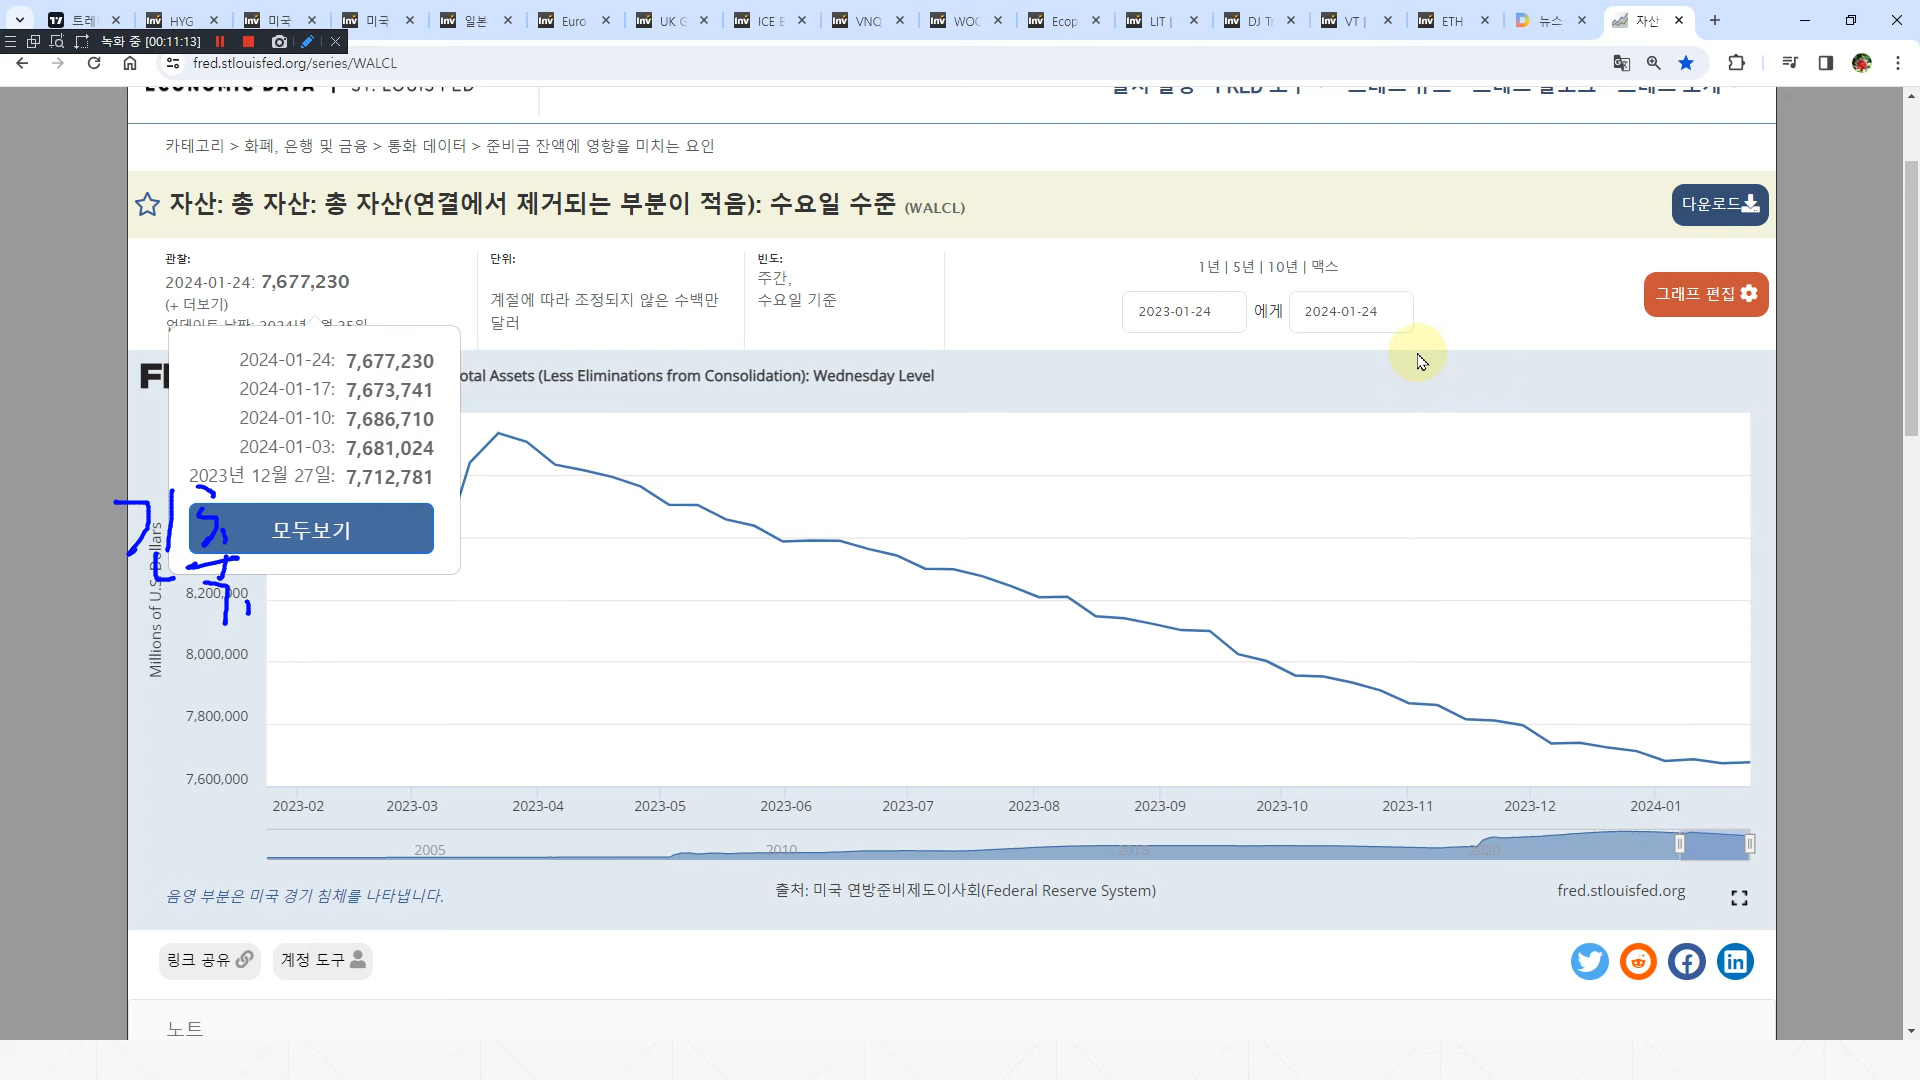 트레
HYG
미국
미국
일본
Euro
UK G
ICE B
VNQ
WOO
Ecop
LIT |
DJ Tr
VT |
ETH
뉴스
자산
녹화 중 [00:11:13]
fred.stlouisfed.org/series/WALCL
ECONOMIC DATA | ST. LOUIS FED
카테고리 > 화폐, 은행 및 금융 > 통화 데이터 > 준비금 잔액에 영향을 미치는 요인
자산: 총 자산: 총 자산(연결에서 제거되는 부분이 적음): 수요일 수준 (WALCL)
다운로드
관찰:
2024-01-24: 7,677,230
(+ 더보기)
단위:
계절에 따라 조정되지 않은 수백만
달러
빈도:
주간,
수요일 기준
1년 | 5년 | 10년 | 맥스
2023-01-24 에게 2024-01-24
그래프 편집
2024-01-24: 7,677,230
2024-01-17: 7,673,741
2024-01-10: 7,686,710
2024-01-03: 7,681,024
2023년 12월 27일: 7,712,781
모두보기
otal Assets (Less Eliminations from Consolidation): Wednesday Level
Millions of U.S. Dollars
8,200,000
8,000,000
7,800,000
7,600,000
2023-02 2023-03 2023-04 2023-05 2023-06 2023-07 2023-08 2023-09 2023-10 2023-11 2023-12 2024-01
2005 2010 2015 2020
음영 부분은 미국 경기 침체를 나타냅니다.
출처: 미국 연방준비제도이사회(Federal Reserve System)
fred.stlouisfed.org
링크 공유
계정 도구
노트